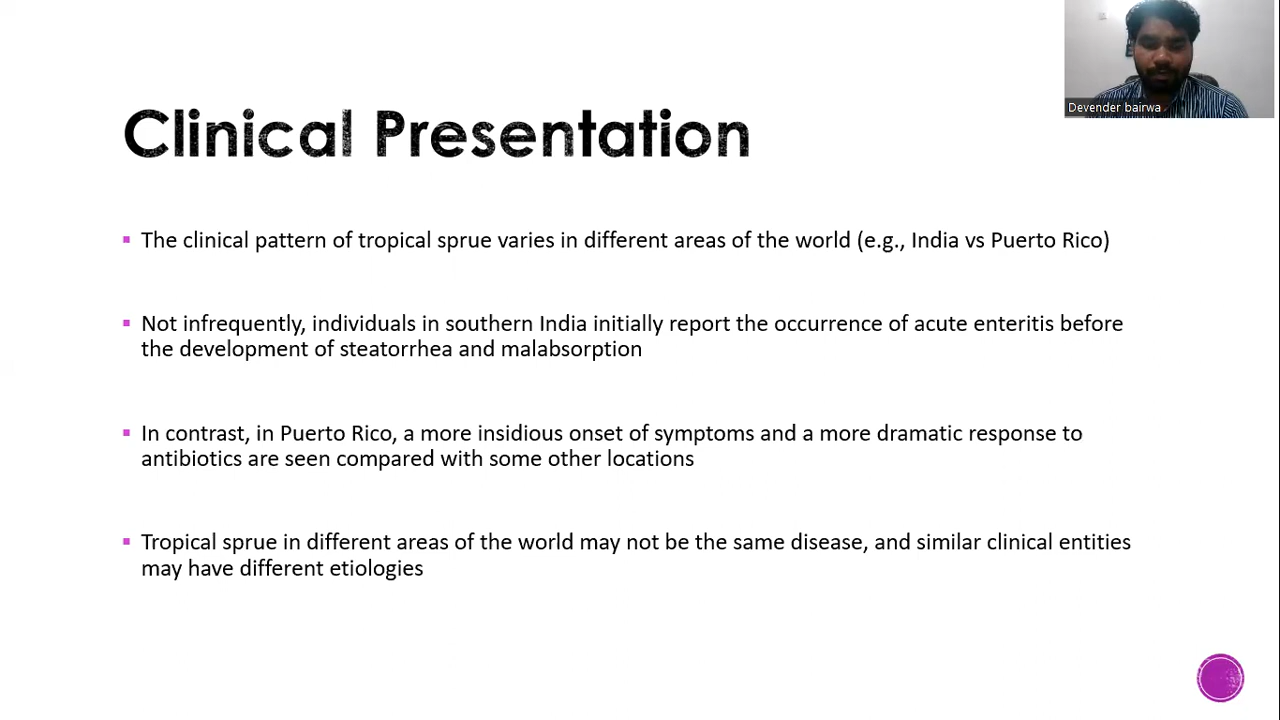 Devender bairwa
Clinical Presentation
The clinical pattern of tropical sprue varies in different areas of the world (e.g., India vs Puerto Rico)
Not infrequently, individuals in southern India initially report the occurrence of acute enteritis before
the development of steatorrhea and malabsorption
In contrast, in Puerto Rico, a more insidious onset of symptoms and a more dramatic response to
antibiotics are seen compared with some other locations
Tropical sprue in different areas of the world may not be the same disease, and similar clinical entities
may have different etiologies